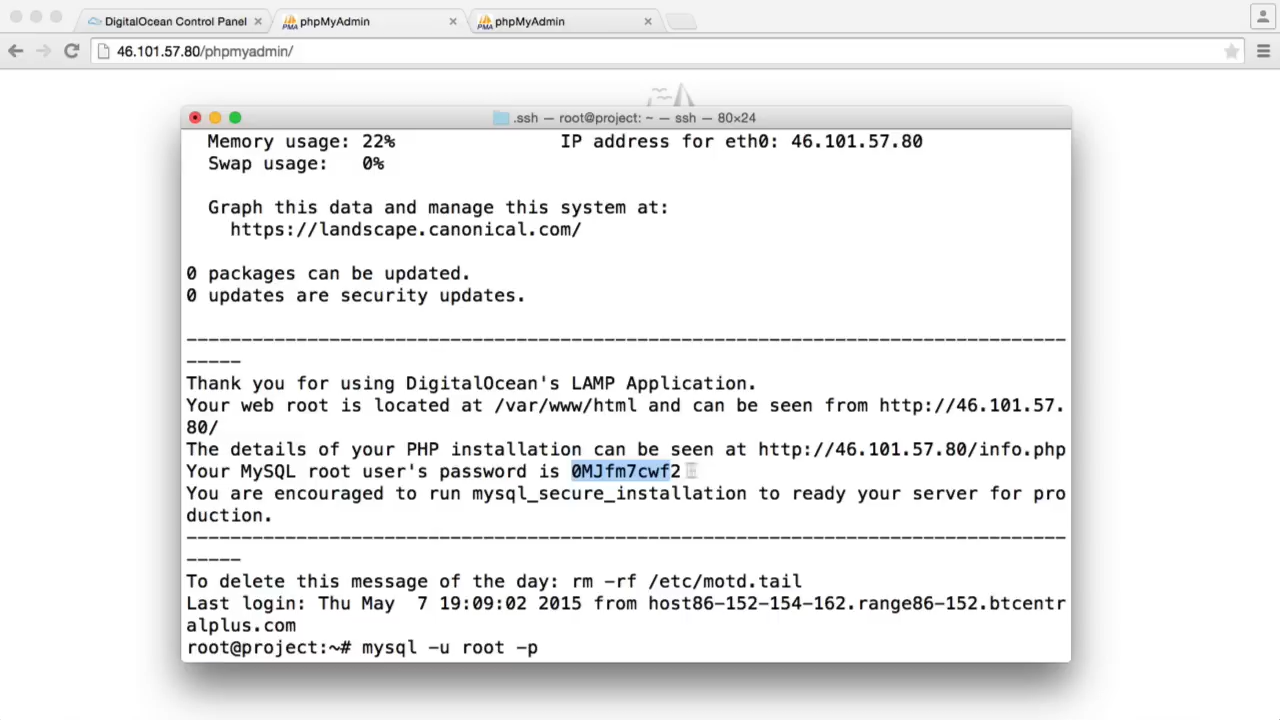 DigitalOcean Control Panel
phpMyAdmin
phpMyAdmin
46.101.57.80/phpmyadmin/
.ssh — root@project: ~ — ssh — 80×24
Memory usage: 22% IP address for eth0: 46.101.57.80
Swap usage: 0%
Graph this data and manage this system at:
https://landscape.canonical.com/
0 packages can be updated.
0 updates are security updates.
--------------------------------------------------------------------------------
-----
Thank you for using DigitalOcean's LAMP Application.
Your web root is located at /var/www/html and can be seen from http://46.101.57.
80/
The details of your PHP installation can be seen at http://46.101.57.80/info.php
Your MySQL root user's password is 0MJfm7cwf2
You are encouraged to run mysql_secure_installation to ready your server for pro
duction.
--------------------------------------------------------------------------------
-----
To delete this message of the day: rm -rf /etc/motd.tail
Last login: Thu May  7 19:09:02 2015 from host86-152-154-162.range86-152.btcentr
alplus.com
root@project:~# mysql -u root -p